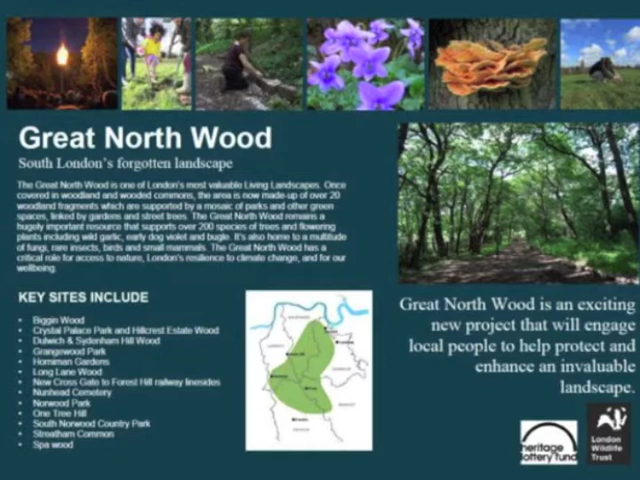 Great North Wood
South London's forgotten landscape
The Great North Wood is one of London's most valuable Living Landscapes. Once
covered in woodland and wooded commons, the area is now made up of over 20
woodland fragments which are supported by a mosaic of parks and other green
spaces, linked by gardens and street trees. The Great North Wood remains a
hugely important resource that supports over 200 species of trees and flowering
plants including wild garlic, early dog violet and bugle. It's also home to a multitude
of fungi, rare insects, birds and small mammals. The Great North Wood has a
critical role for access to nature, London's resilience to climate change, and for our
wellbeing.
KEY SITES INCLUDE
• Biggin Wood
• Crystal Palace Park and Hillcrest Estate Wood
• Dulwich & Sydenham Hill Wood
• Grangewood Park
• Horniman Gardens
• Long Lane Wood
• New Cross Gate to Forest Hill railway linesides
• Nunhead Cemetery
• Norwood Park
• One Tree Hill
• South Norwood Country Park
• Streatham Common
• Spa wood
Great North Wood is an exciting
new project that will engage
local people to help protect and
enhance an invaluable
landscape.
heritage
lottery fund
London
Wildlife
Trust